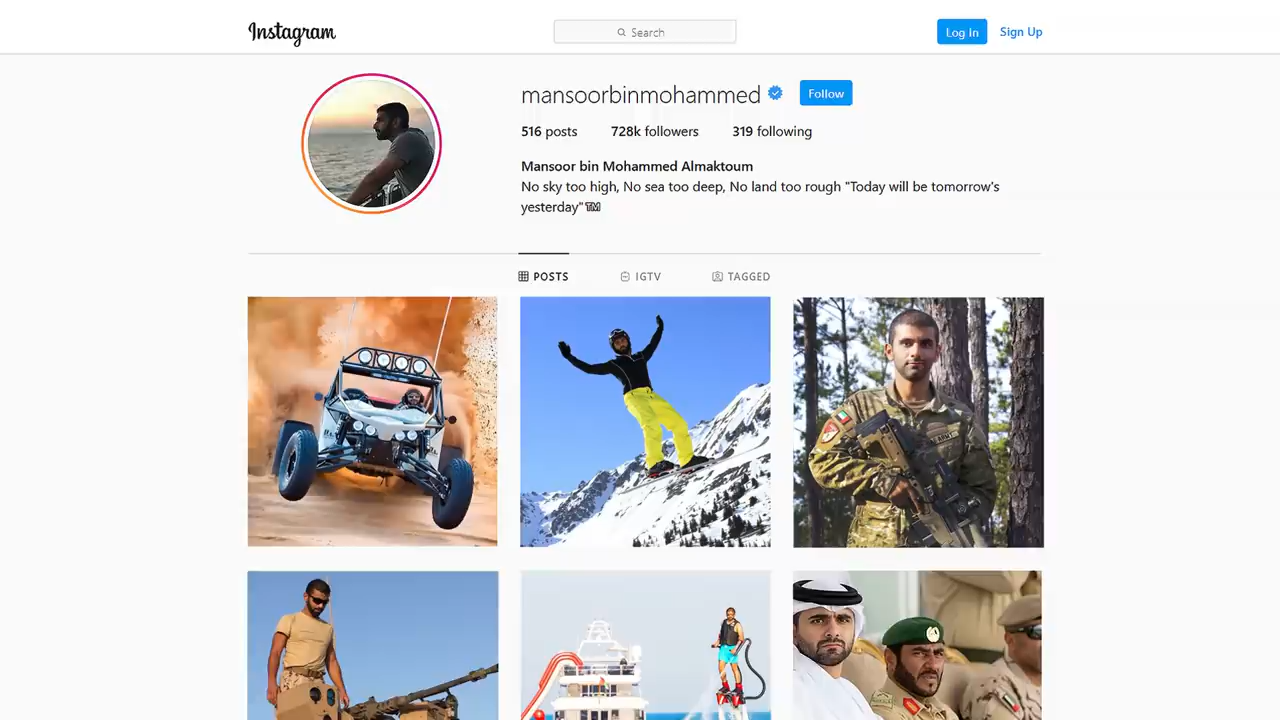 Instagram
Search
Log In
Sign Up
mansoorbinmohammed
Follow
516 posts 728k followers 319 following
Mansoor bin Mohammed Almaktoum
No sky too high, No sea too deep, No land too rough "Today will be tomorrow's
yesterday"™
POSTS
IGTV
TAGGED